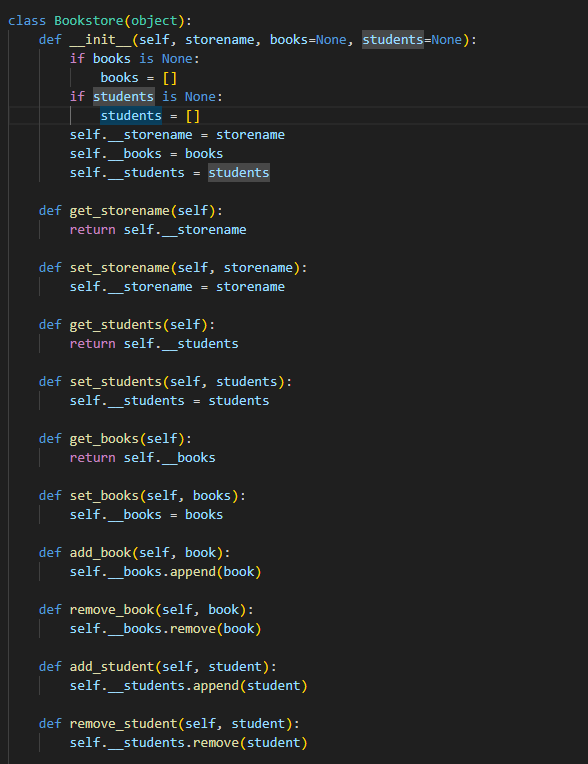 class Bookstore(object):
    def __init__(self, storename, books=None, students=None):
        if books is None:
            books = []
        if students is None:
            students = []
        self.__storename = storename
        self.__books = books
        self.__students = students
    def get_storename(self):
        return self.__storename
    def set_storename(self, storename):
        self.__storename = storename
    def get_students(self):
        return self.__students
    def set_students(self, students):
        self.__students = students
    def get_books(self):
        return self.__books
    def set_books(self, books):
        self.__books = books
    def add_book(self, book):
        self.__books.append(book)
    def remove_book(self, book):
        self.__books.remove(book)
    def add_student(self, student):
        self.__students.append(student)
    def remove_student(self, student):
        self.__students.remove(student)